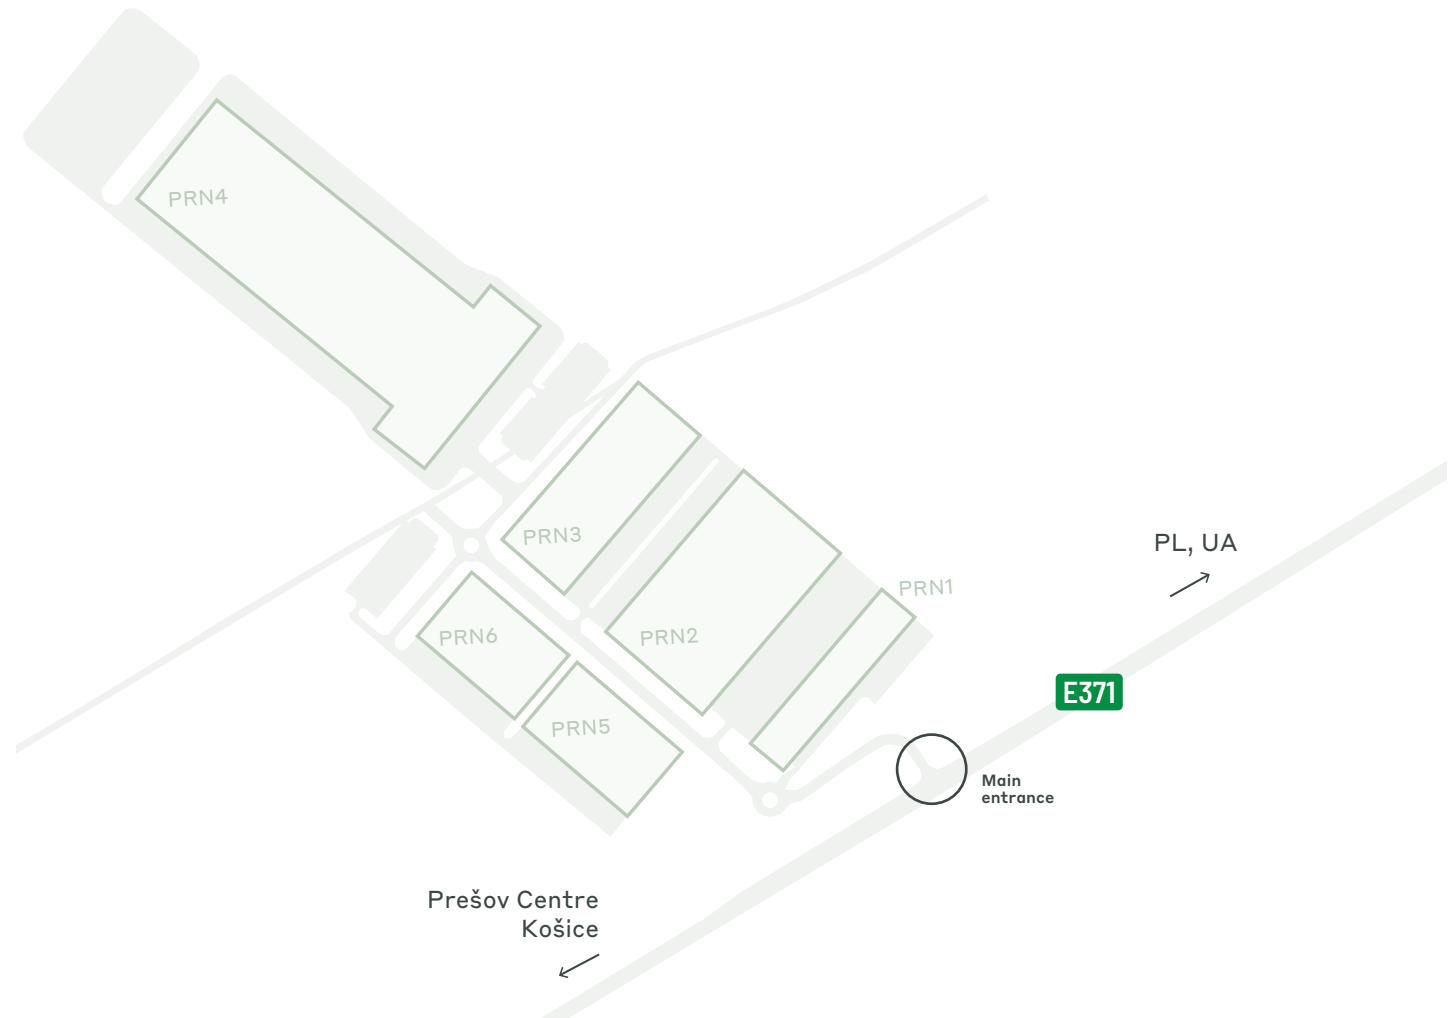 PRN4
PRN3
PL, UA
PRN1
PRN6
PRN2
E371
PRN5
Main
entrance
Prešov Centre
Košice